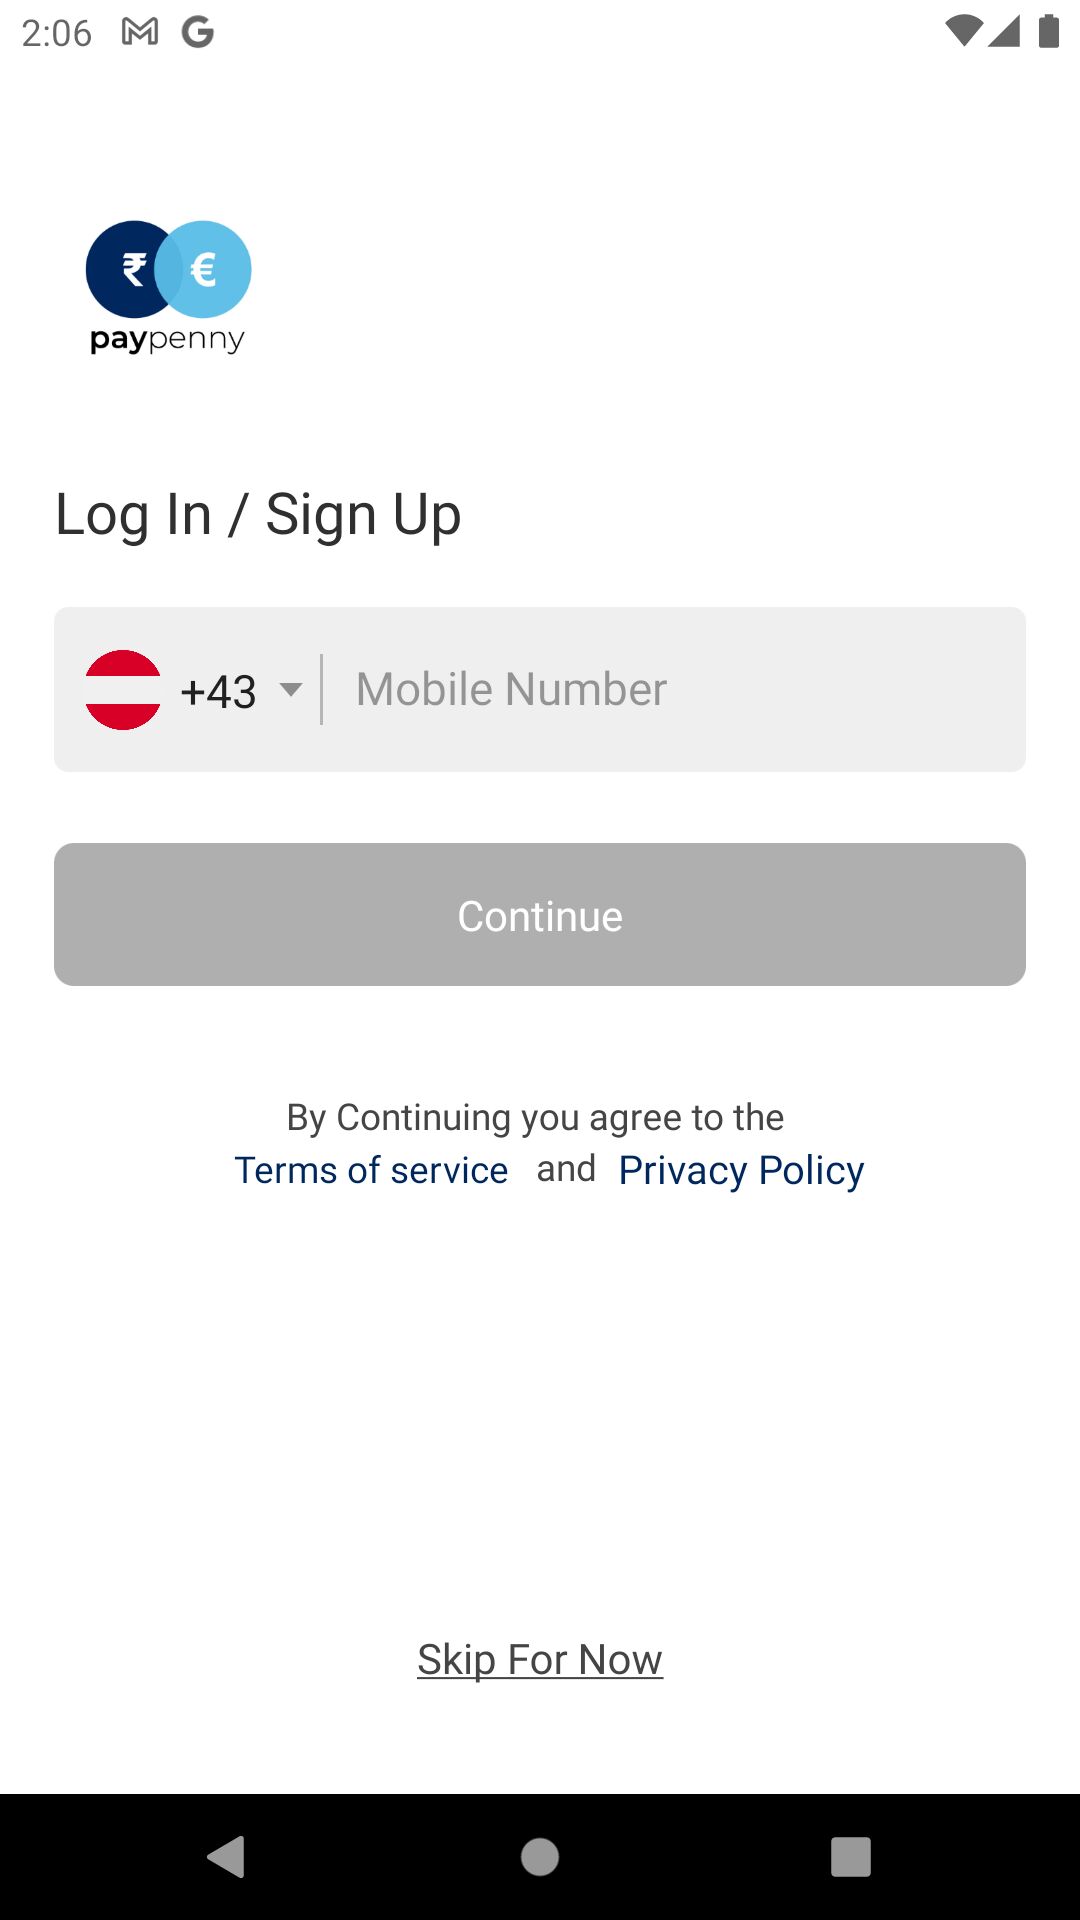 2:06
₹ €
paypenny
Log In / Sign Up
+43 Mobile Number
Continue
By Continuing you agree to the
Terms of service and Privacy Policy
Skip For Now